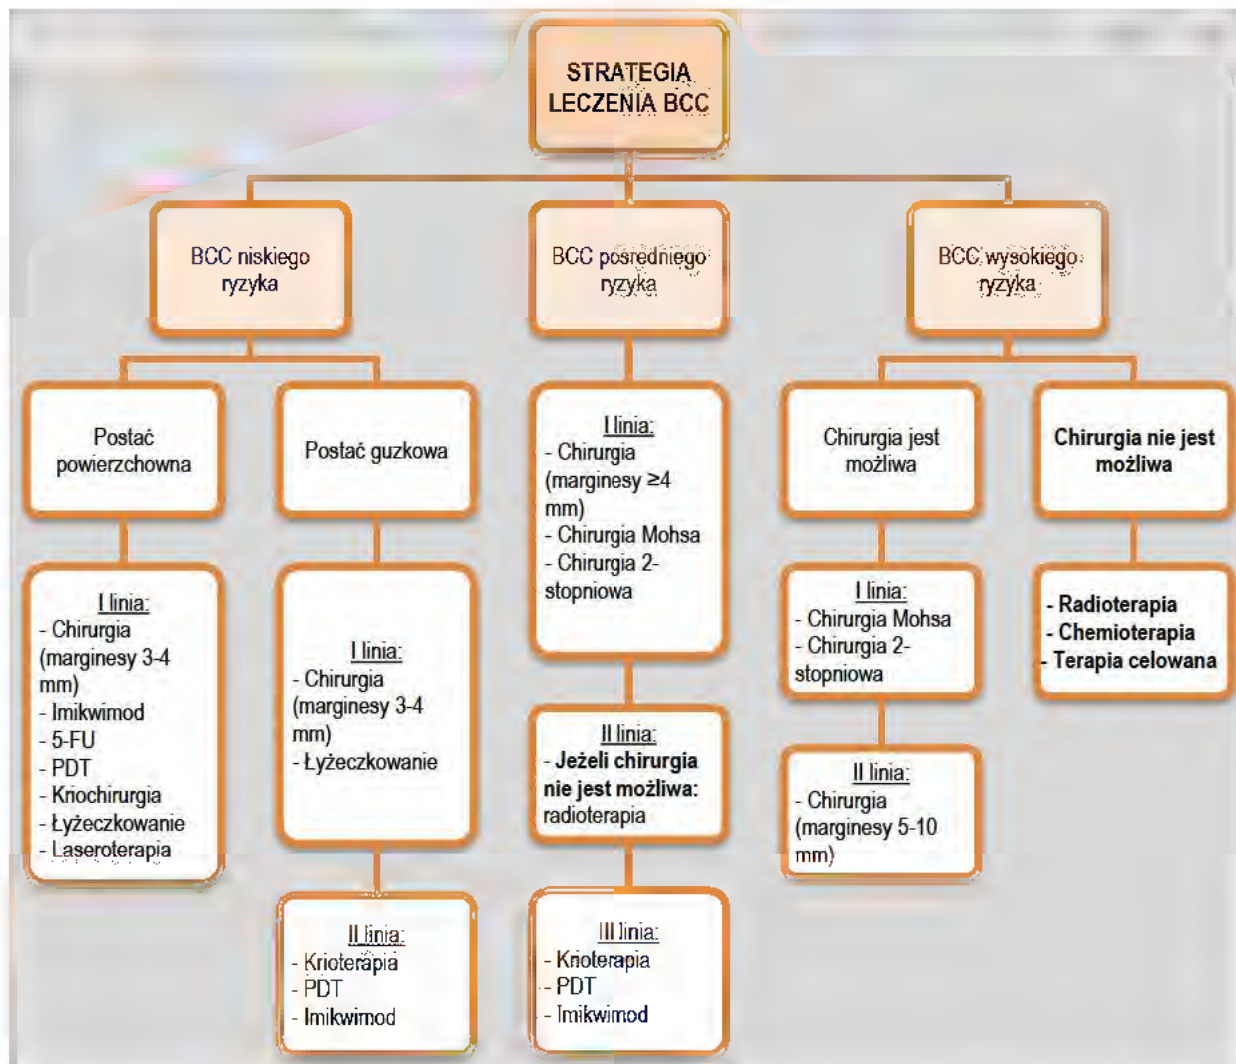 STRATEGIA
LECZENIA BCC
BCC niskiego
ryzyka
BCC pośredniego
ryzyka
BCC wysokiego
ryzyka
Postać
powierzchowna
Postać guzkowa
I linia:
- Chirurgia
(marginesy ≥4
mm)
- Chirurgia Mohsa
- Chirurgia 2-
stopniowa
Chirurgia jest
możliwa
Chirurgia nie jest
możliwa
I linia:
- Chirurgia
(marginesy 3-4
mm)
- Imikwimod
- 5-FU
- PDT
- Kriochirurgia
- Łyżeczkowanie
- Laseroterapia
I linia:
- Chirurgia
(marginesy 3-4
mm)
- Łyżeczkowanie
II linia:
- Jeżeli chirurgia
nie jest możliwa:
radioterapia
I linia:
- Chirurgia Mohsa
- Chirurgia 2-
stopniowa
- Radioterapia
- Chemioterapia
- Terapia celowana
II linia:
- Chirurgia
(marginesy 5-10
mm)
II linia:
- Krioterapia
- PDT
- Imikwimod
III linia:
- Krioterapia
- PDT
- Imikwimod